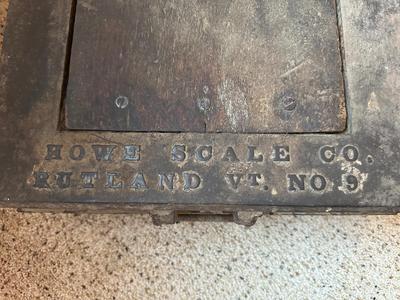 HOWE SCALE CO.
RUTLAND VT. NO 9